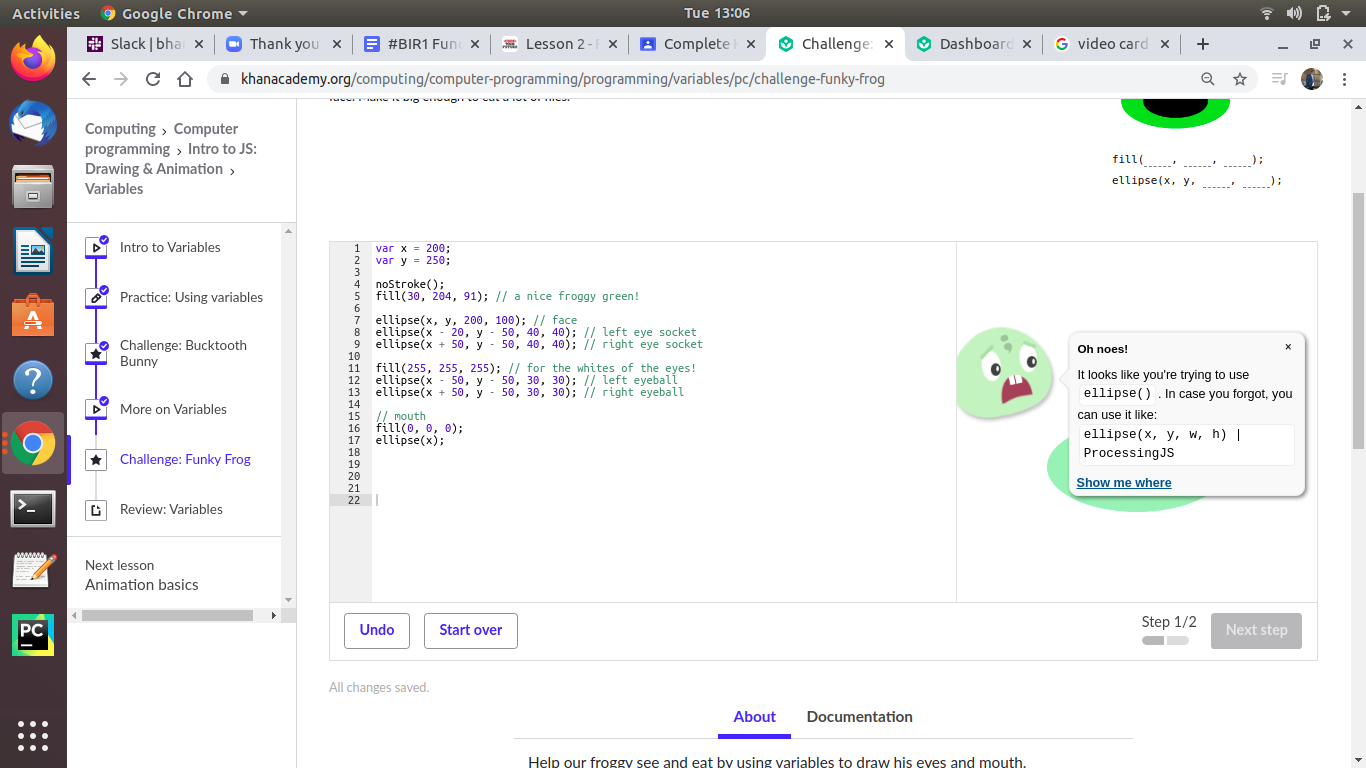 Activities
Google Chrome
Tue 13:06
Slack | bha
Thank you
#BIR1 Fun
Lesson 2 - F
Complete
Challenge:
Dashboard
video card
khanacademy.org/computing/computer-programming/programming/variables/pc/challenge-funky-frog
Computing › Computer
programming › Intro to JS:
Drawing & Animation ›
Variables
Intro to Variables
Practice: Using variables
Challenge: Bucktooth
Bunny
More on Variables
Challenge: Funky Frog
Review: Variables
Next lesson
Animation basics
fill(_____, _____, _____);
ellipse(x, y, _____, _____);
1 var x = 200;
2 var y = 250;
3
4 noStroke();
5 fill(30, 204, 91); // a nice froggy green!
6
7 ellipse(x, y, 200, 100); // face
8 ellipse(x - 20, y - 50, 40, 40); // left eye socket
9 ellipse(x + 50, y - 50, 40, 40); // right eye socket
10
11 fill(255, 255, 255); // for the whites of the eyes!
12 ellipse(x - 50, y - 50, 30, 30); // left eyeball
13 ellipse(x + 50, y - 50, 30, 30); // right eyeball
14
15 // mouth
16 fill(0, 0, 0);
17 ellipse(x);
18
19
20
21
22
Oh noes!
×
It looks like you're trying to use
ellipse() . In case you forgot, you
can use it like:
ellipse(x, y, w, h) |
ProcessingJS
Show me where
Undo
Start over
Step 1/2
Next step
All changes saved.
About
Documentation
Help our froggy see and eat by using variables to draw his eyes and mouth.
PC